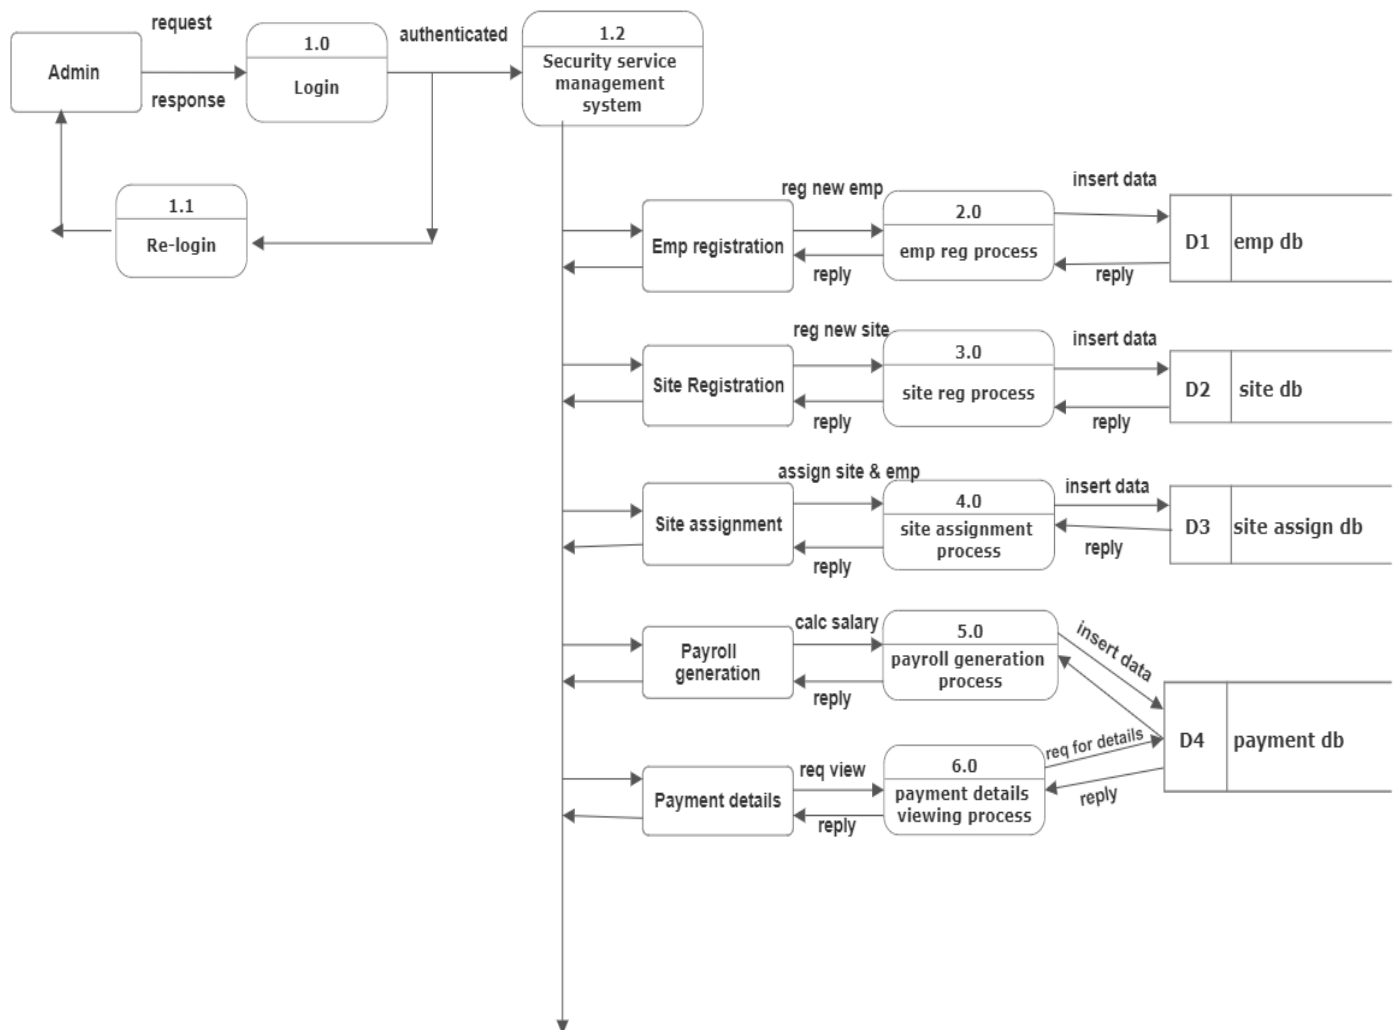 request
1.0
authenticated
1.2
Admin
Login
Security service
management
system
response
1.1
Re-login
reg new emp
insert data
Emp registration
2.0
emp reg process
D1
emp db
reply
reply
reg new site
insert data
Site Registration
3.0
site reg process
D2
site db
reply
reply
assign site & emp
insert data
Site assignment
4.0
site assignment
process
D3
site assign db
reply
reply
calc salary
insert data
Payroll
generation
5.0
payroll generation
process
reply
D4
payment db
req view
req for details
Payment details
6.0
payment details
viewing process
reply
reply